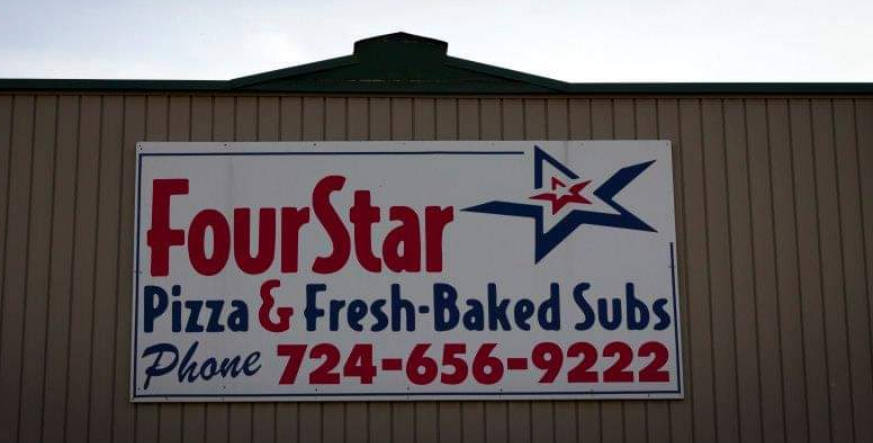 FourStar
Pizza & Fresh-Baked Subs
Phone 724-656-9222